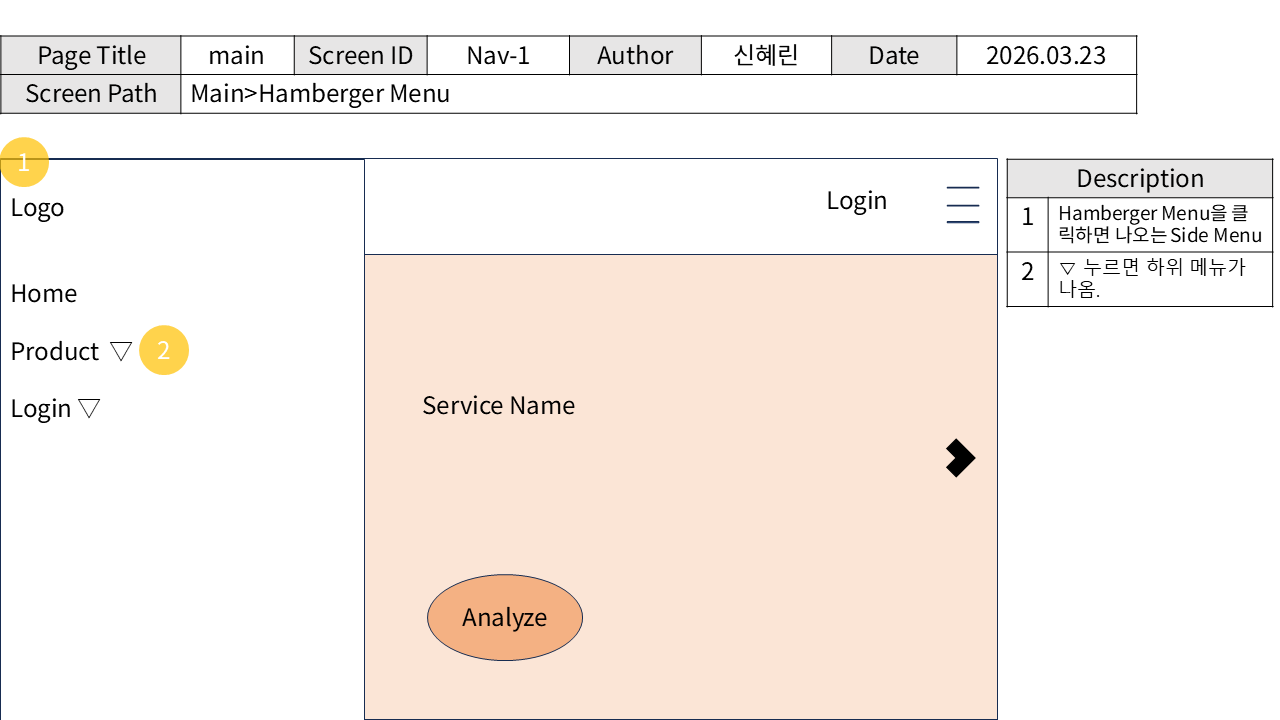 Page Title main Screen ID Nav-1 Author 신혜린 Date 2026.03.23
Screen Path Main>Hamberger Menu
1
Logo
Home
Product ▽ 2
Login ▽
Login
Service Name
Analyze
Description
1 Hamberger Menu을 클
릭하면 나오는 Side Menu
2 ▽ 누르면 하위 메뉴가
나옴.